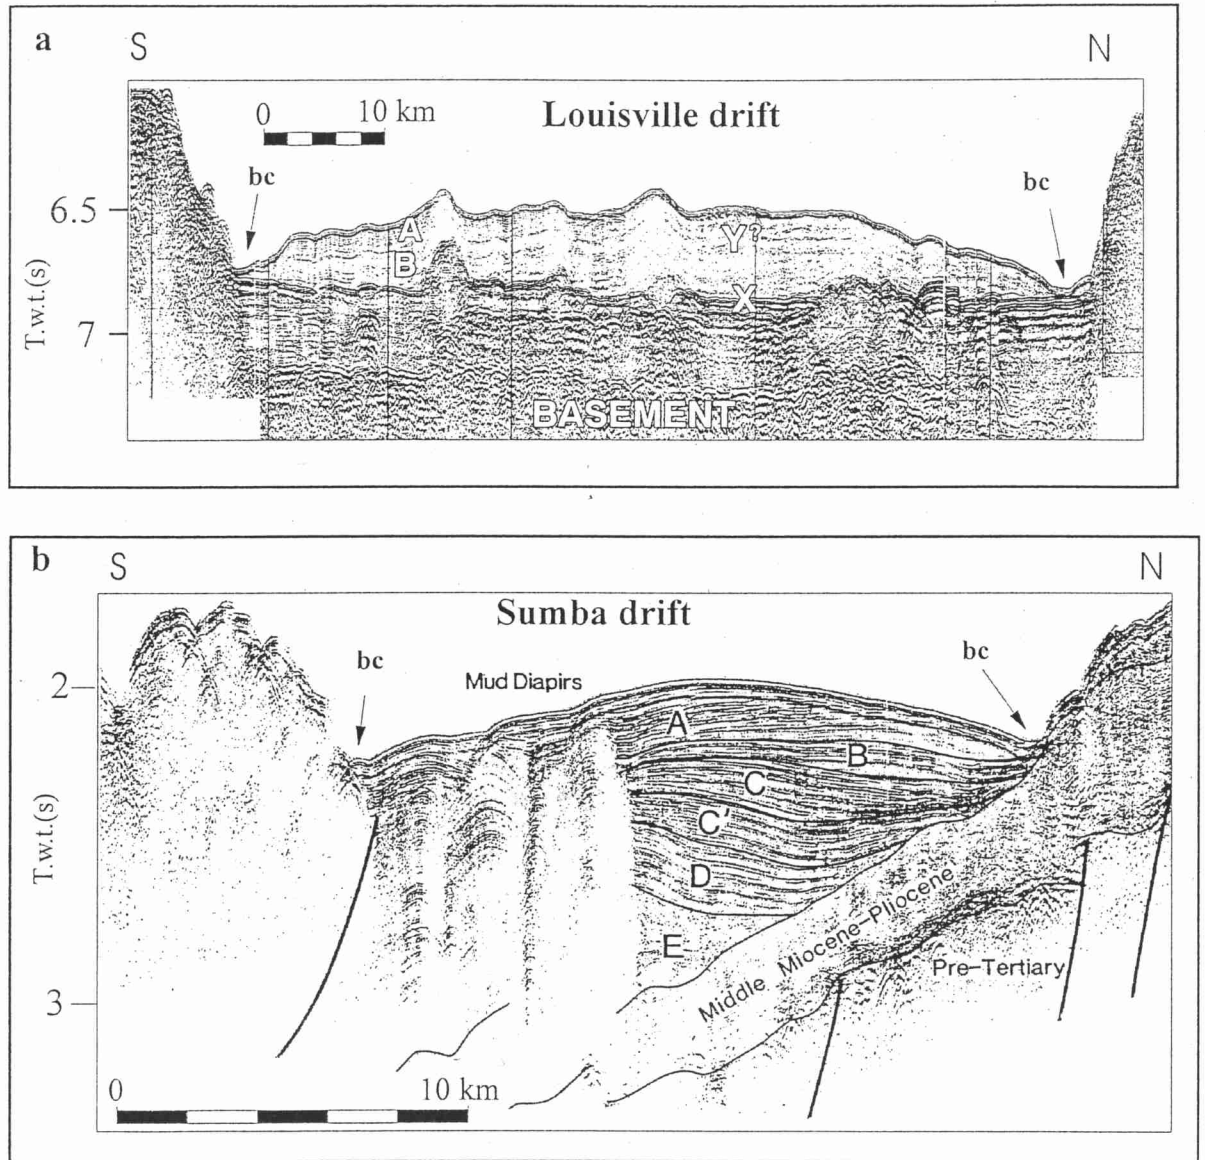 a
S
N
0 10 km
Louisville drift
bc
bc
6.5
A
B
Y?
X
7
T.w.t.(s)
BASEMENT
b
S
N
Sumba drift
bc
bc
2
Mud Diapirs
A
B
C
C'
D
E
Middle Miocene-Pliocene
Pre-Tertiary
3
T.w.t.(s)
0 10 km